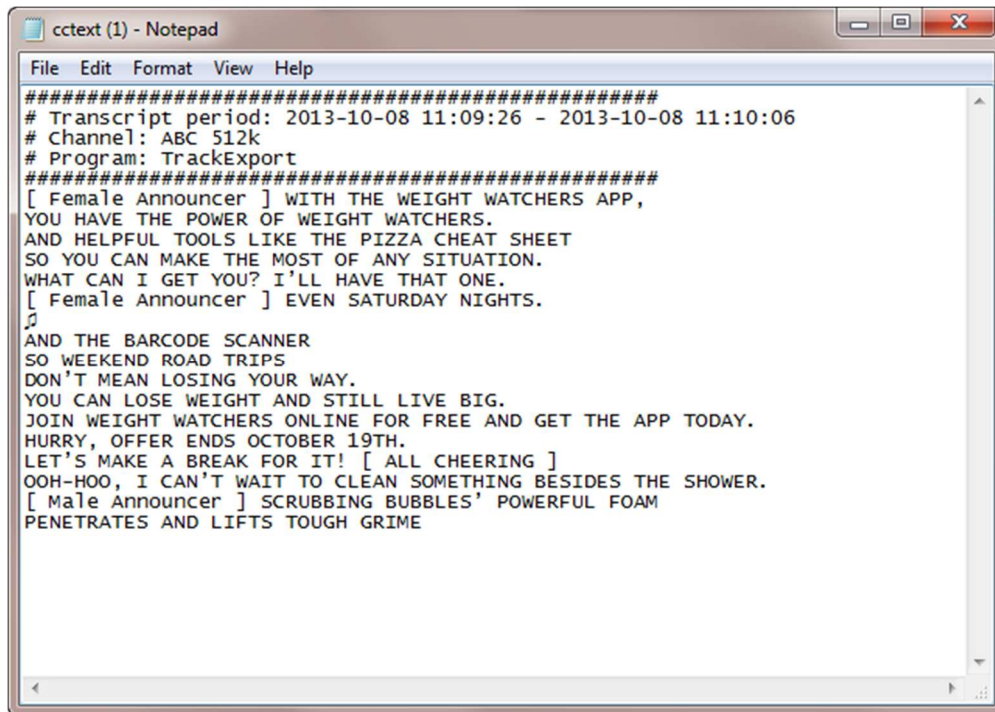 cctext (1) - Notepad
File Edit Format View Help
###################################################
# Transcript period: 2013-10-08 11:09:26 - 2013-10-08 11:10:06
# Channel: ABC 512k
# Program: TrackExport
###################################################
[ Female Announcer ] WITH THE WEIGHT WATCHERS APP,
YOU HAVE THE POWER OF WEIGHT WATCHERS.
AND HELPFUL TOOLS LIKE THE PIZZA CHEAT SHEET
SO YOU CAN MAKE THE MOST OF ANY SITUATION.
WHAT CAN I GET YOU? I’LL HAVE THAT ONE.
[ Female Announcer ] EVEN SATURDAY NIGHTS.
♫
AND THE BARCODE SCANNER
SO WEEKEND ROAD TRIPS
DON’T MEAN LOSING YOUR WAY.
YOU CAN LOSE WEIGHT AND STILL LIVE BIG.
JOIN WEIGHT WATCHERS ONLINE FOR FREE AND GET THE APP TODAY.
HURRY, OFFER ENDS OCTOBER 19TH.
LET’S MAKE A BREAK FOR IT! [ ALL CHEERING ]
OOH-HOO, I CAN’T WAIT TO CLEAN SOMETHING BESIDES THE SHOWER.
[ Male Announcer ] SCRUBBING BUBBLES’ POWERFUL FOAM
PENETRATES AND LIFTS TOUGH GRIME